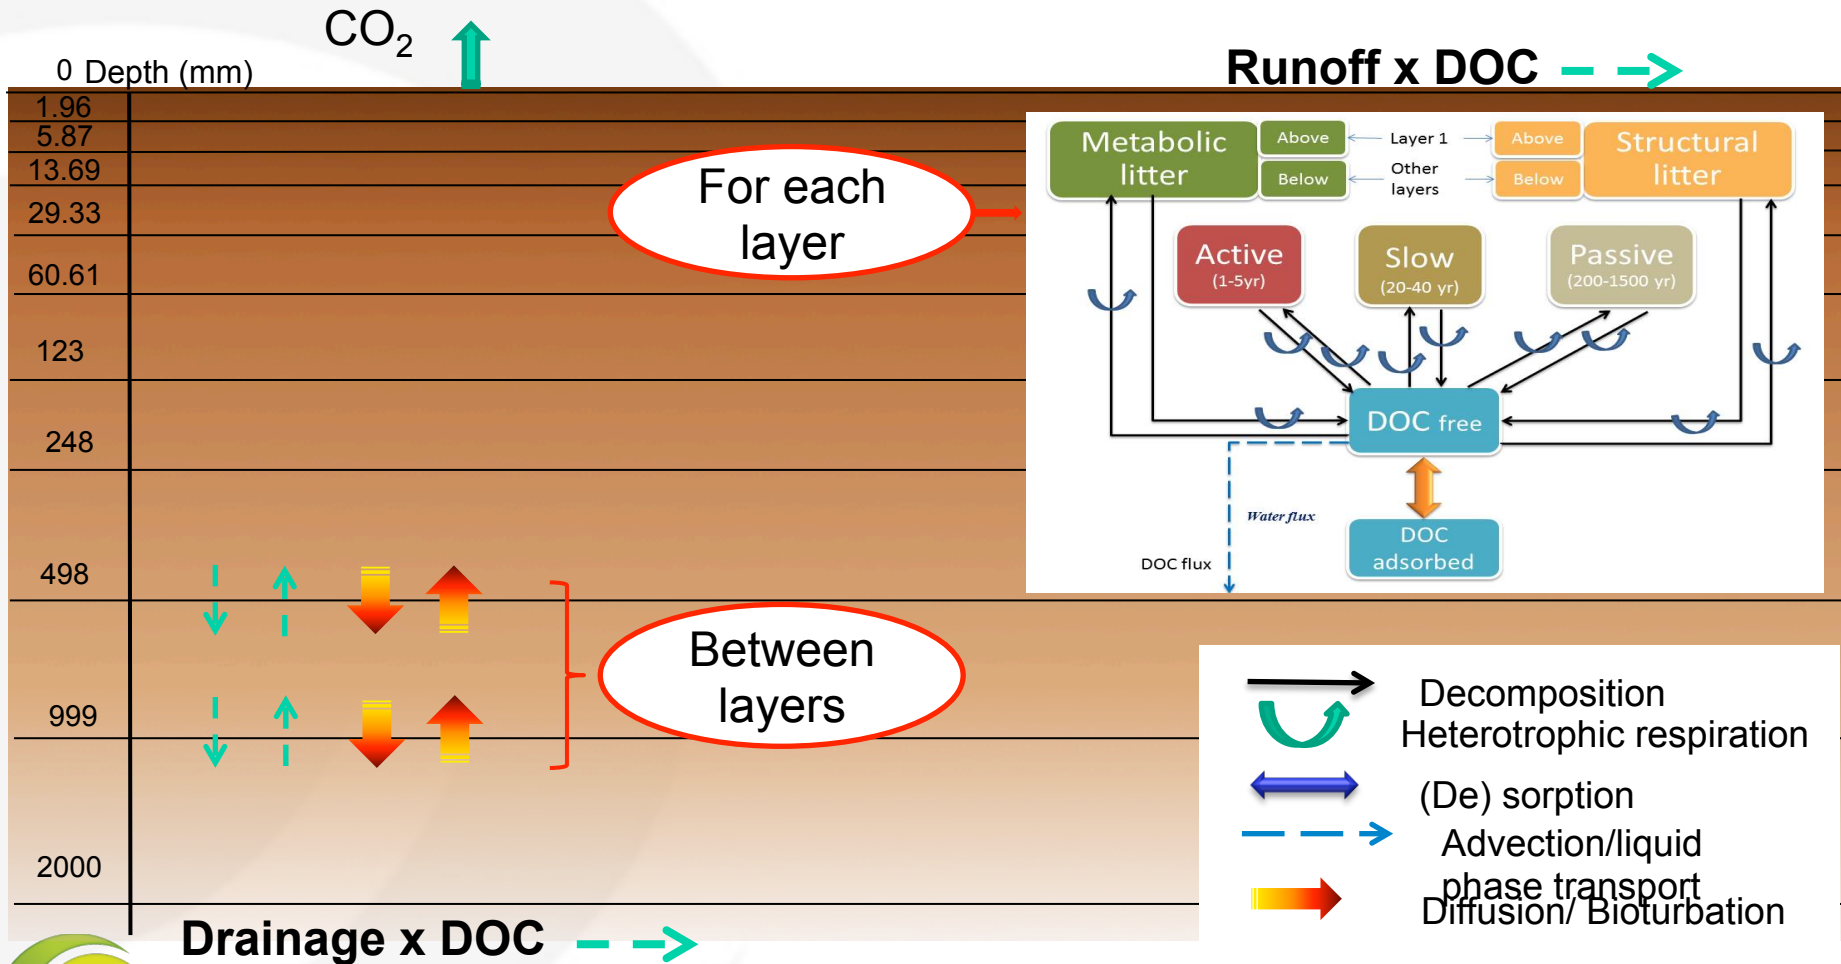 CO₂
0 Depth (mm)
Runoff x DOC
1.96
5.87
13.69
29.33
60.61
123
248
498
999
2000
For each
layer
Metabolic
litter
Above
Below
Layer 1
Other
layers
Above
Below
Structural
litter
Active
(1-5yr)
Slow
(20-40 yr)
Passive
(200-1500 yr)
DOC free
Water flux
DOC flux
DOC
adsorbed
Between
layers
Decomposition
Heterotrophic respiration
(De) sorption
Advection/liquid
phase transport
Diffusion/ Bioturbation
Drainage x DOC